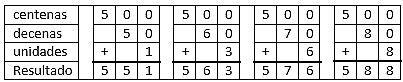 centenas 5 0 0 5 0 0 5 0 0 5 0 0
decenas 5 0 6 0 7 0 8 0
unidades + 1 + 3 + 6 + 8
Resultado 5 5 1 5 6 3 5 7 6 5 8 8